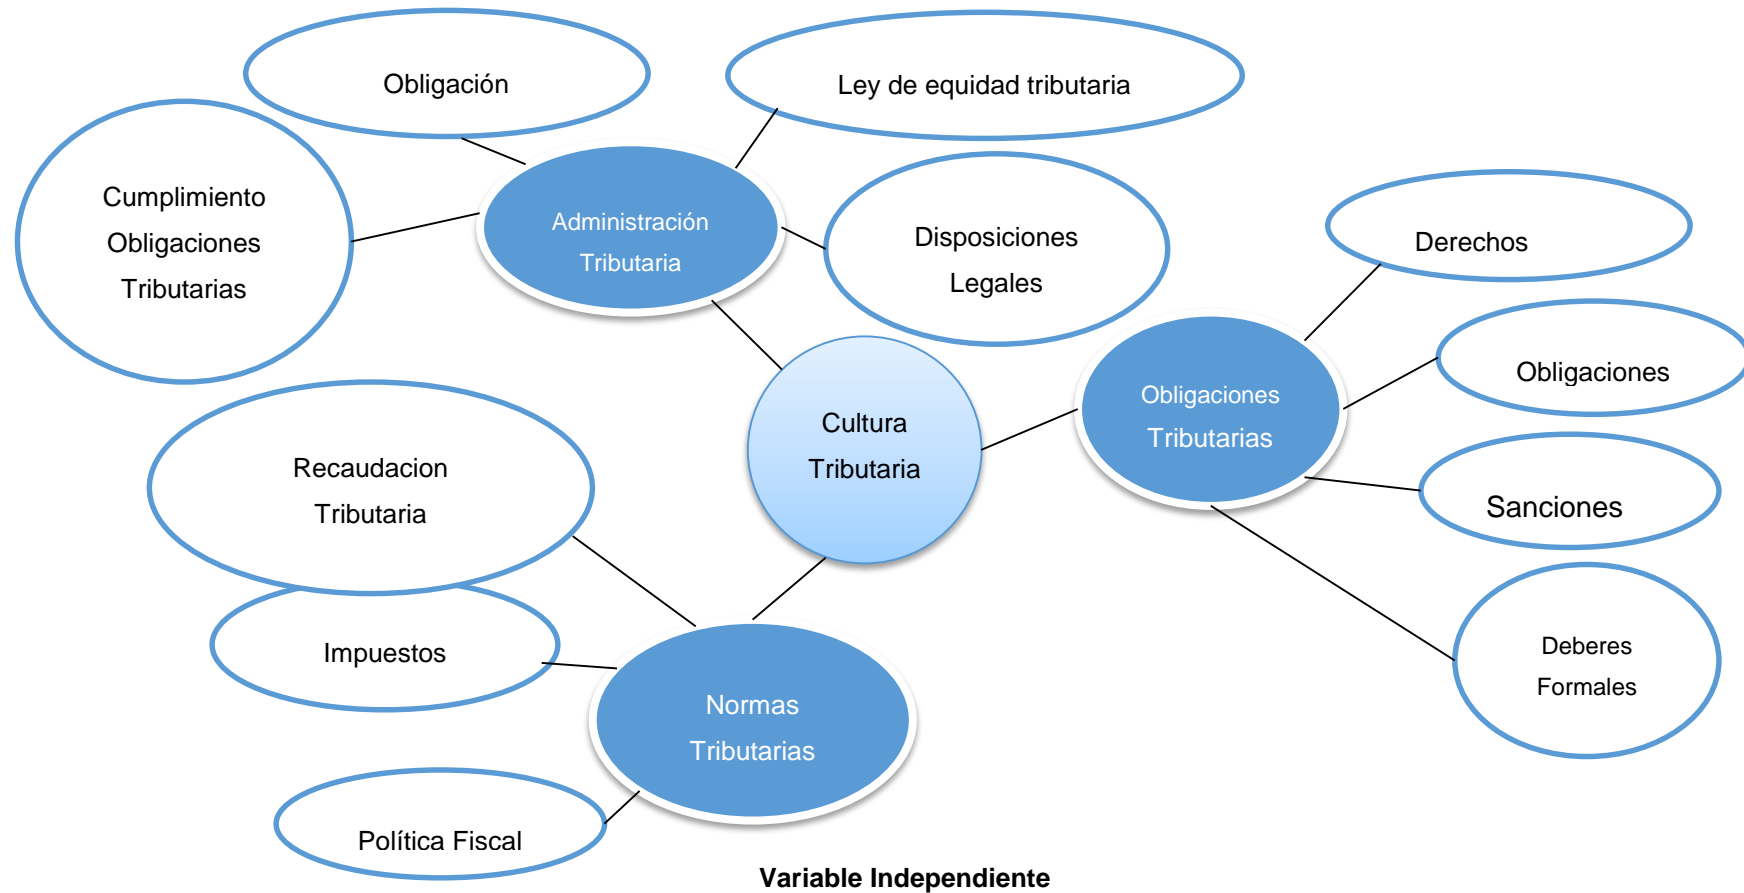 Obligación
Ley de equidad tributaria
Cumplimiento
Obligaciones
Tributarias
Administración
Tributaria
Disposiciones
Legales
Derechos
Obligaciones
Obligaciones
Tributarias
Cultura
Tributaria
Recaudacion
Tributaria
Sanciones
Impuestos
Deberes
Formales
Normas
Tributarias
Política Fiscal
Variable Independiente